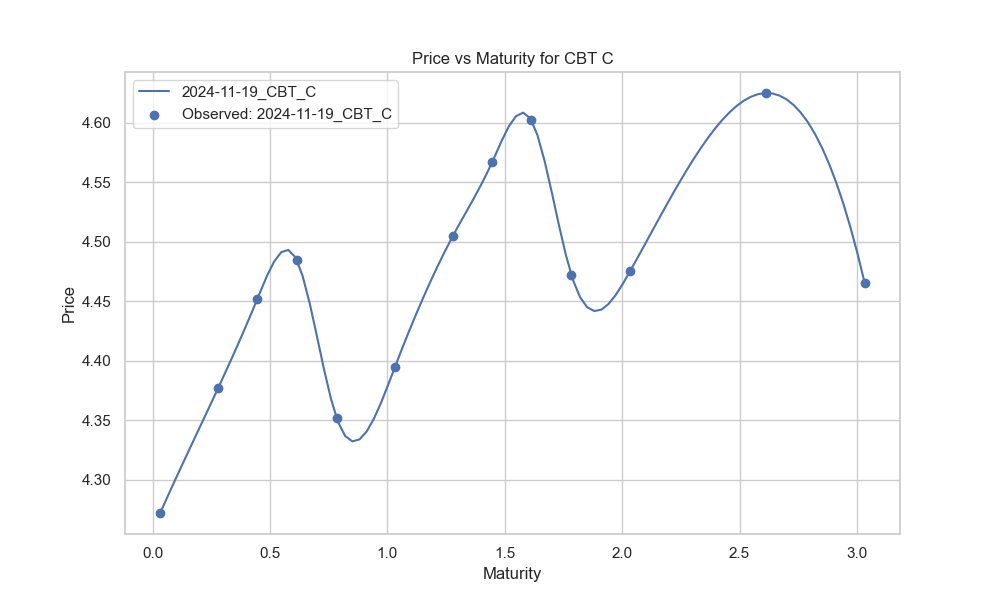 Price vs Maturity for CBT C
2024-11-19_CBT_C
Observed: 2024-11-19_CBT_C
Price
4.60
4.55
4.50
4.45
4.40
4.35
4.30
0.0 0.5 1.0 1.5 2.0 2.5 3.0
Maturity